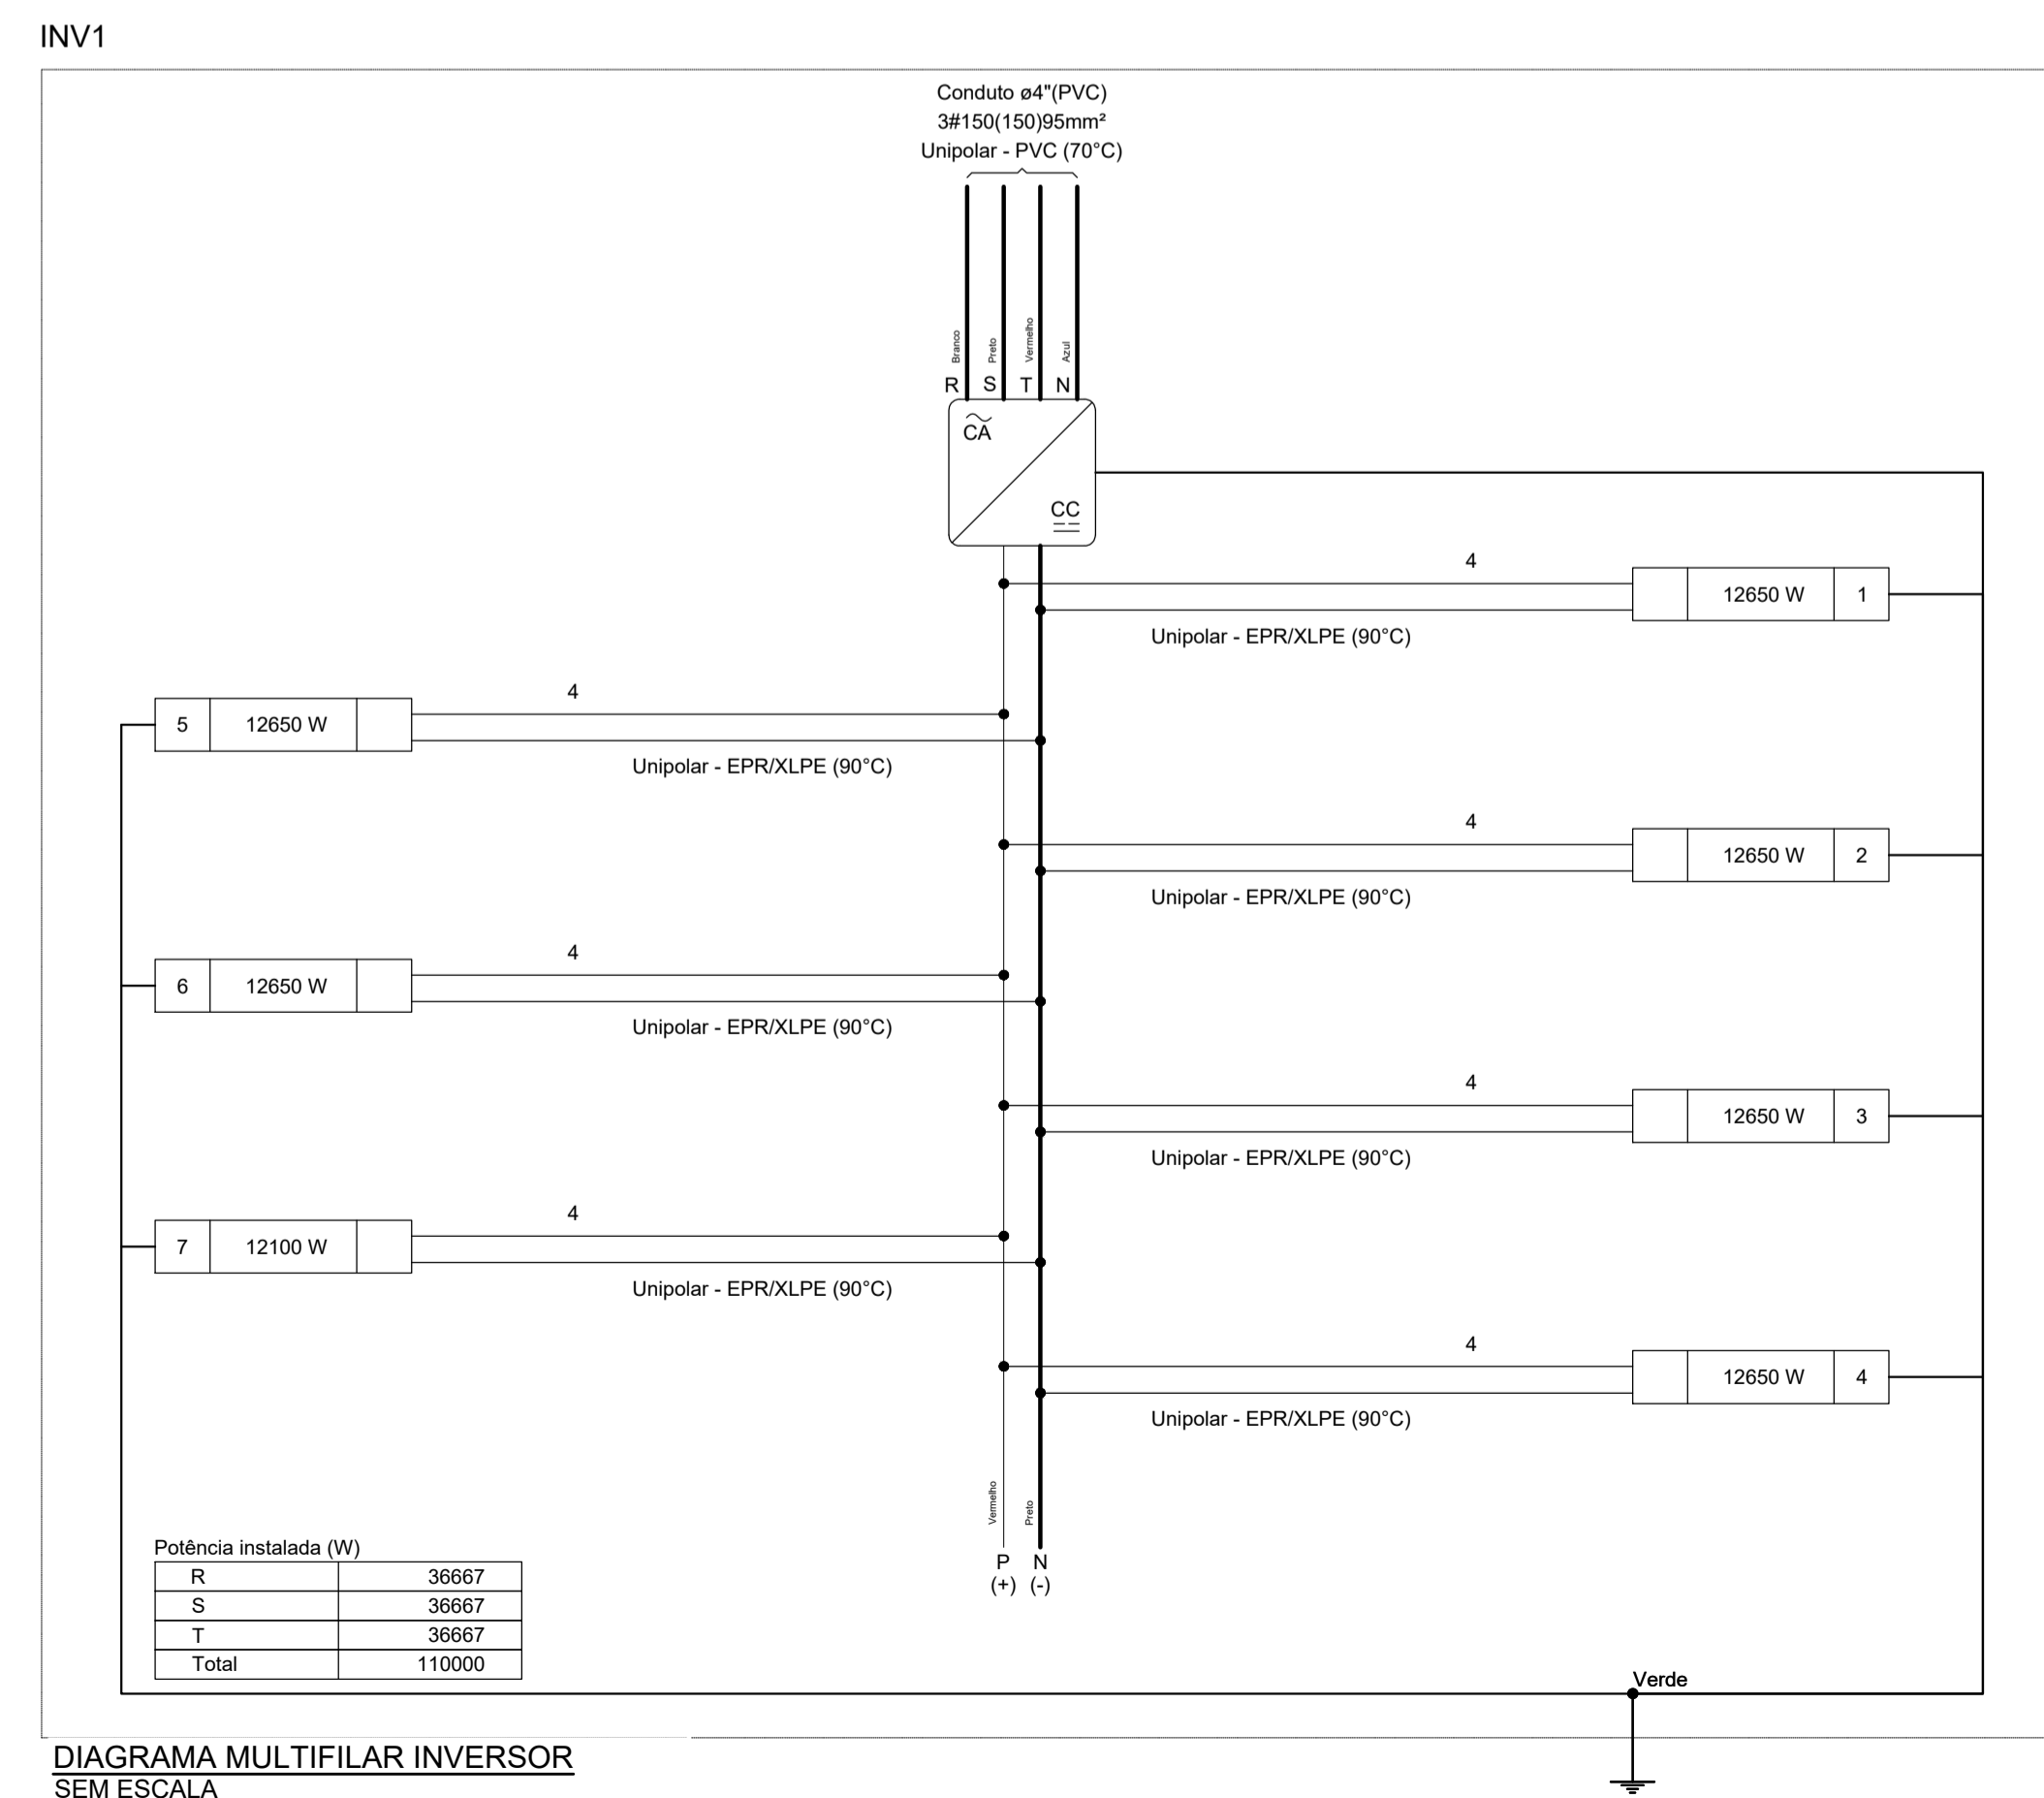 INV1
Conduto ø4"(PVC)
3#150(150)95mm²
Unipolar - PVC (70°C)
Branco
Preto
Vermelho
Azul
R S T N
CA
CC
4
12650 W 1
Unipolar - EPR/XLPE (90°C)
4
5 12650 W
Unipolar - EPR/XLPE (90°C)
4
12650 W 2
Unipolar - EPR/XLPE (90°C)
4
6 12650 W
Unipolar - EPR/XLPE (90°C)
4
12650 W 3
Unipolar - EPR/XLPE (90°C)
4
7 12100 W
Unipolar - EPR/XLPE (90°C)
4
12650 W 4
Unipolar - EPR/XLPE (90°C)
Vermelho
Preto
P N
(+) (-)
Potência instalada (W)
R 36667
S 36667
T 36667
Total 110000
Verde
DIAGRAMA MULTIFILAR INVERSOR
SEM ESCALA